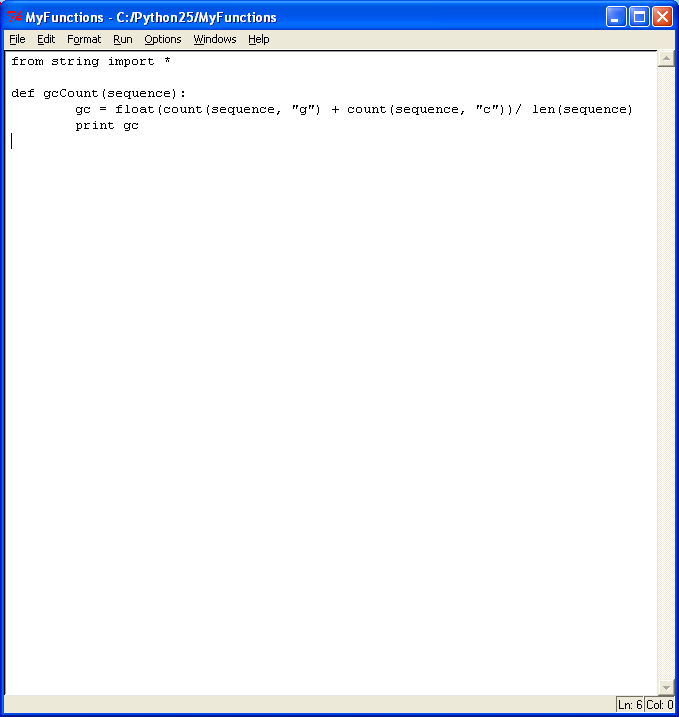 MyFunctions - C:/Python25/MyFunctions
File Edit Format Run Options Windows Help
from string import *
def gcCount(sequence):
        gc = float(count(sequence, "g") + count(sequence, "c"))/ len(sequence)
        print gc
Ln: 6 Col: 0